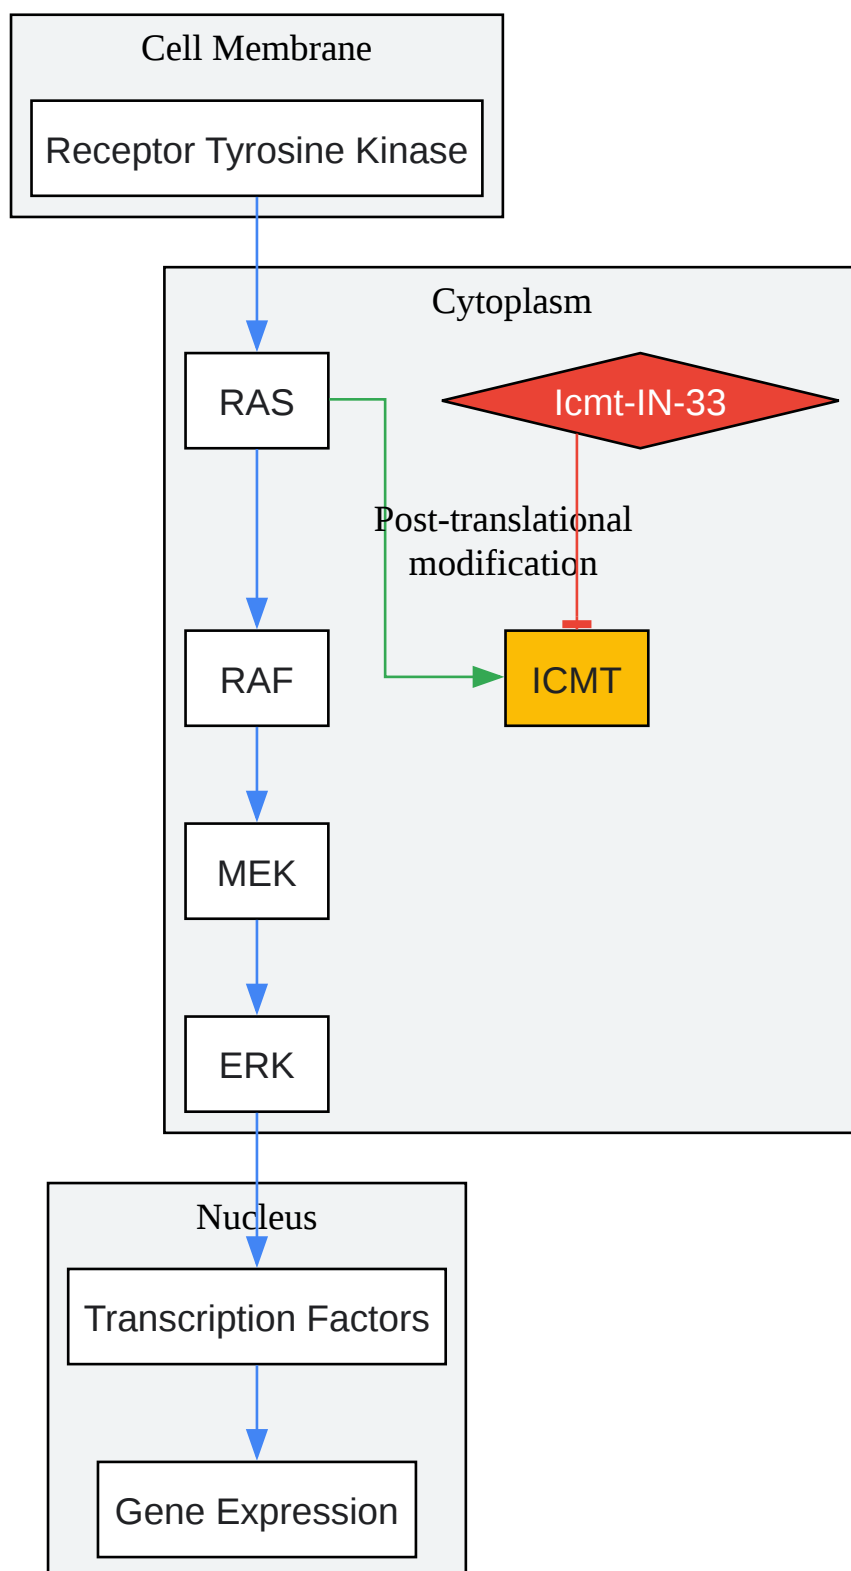 Cell Membrane
Receptor Tyrosine Kinase
Cytoplasm
RAS
Icmt-IN-33
Post-translational
modification
RAF
ICMT
MEK
ERK
Nucleus
Transcription Factors
Gene Expression